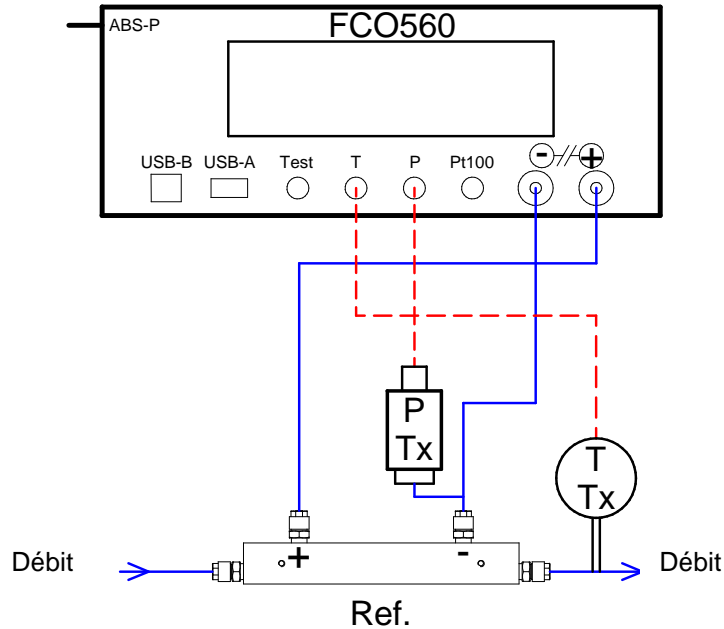 ABS-P
FCO560
USB-B USB-A Test T P Pt100 - +
P
Tx
T
Tx
+ -
Débit Débit
Ref.